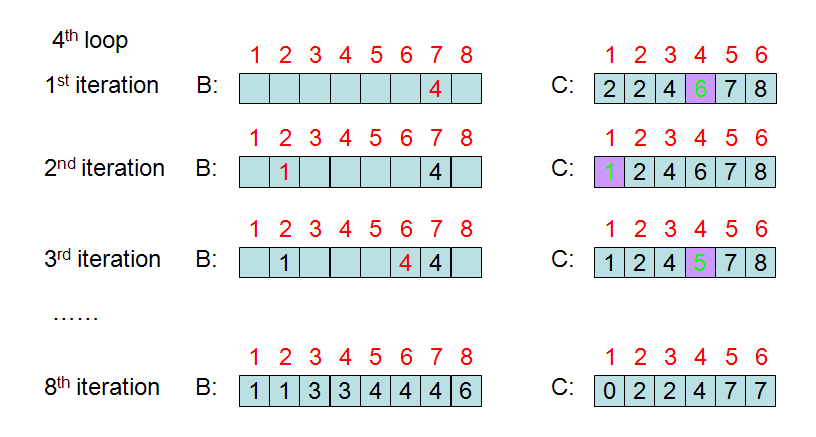 4th loop
1 2 3 4 5 6 7 8 1 2 3 4 5 6
1st iteration B: 4 C: 2 2 4 6 7 8
1 2 3 4 5 6 7 8 1 2 3 4 5 6
2nd iteration B: 1 4 C: 1 2 4 6 7 8
1 2 3 4 5 6 7 8 1 2 3 4 5 6
3rd iteration B: 1 4 4 C: 1 2 4 5 7 8
......
1 2 3 4 5 6 7 8 1 2 3 4 5 6
8th iteration B: 1 1 3 3 4 4 4 6 C: 0 2 2 4 7 7